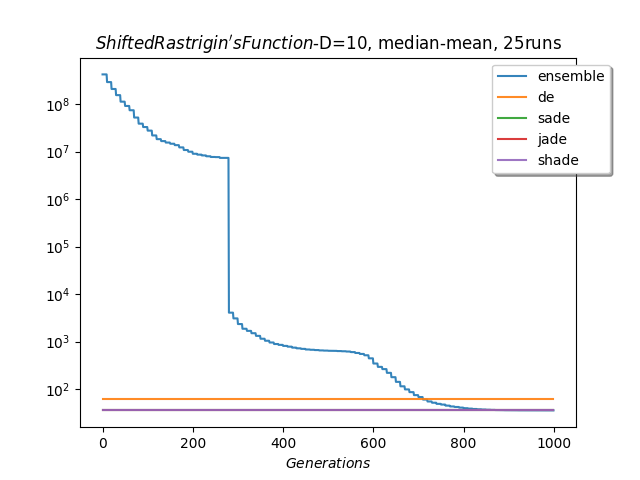 ShiftedRastrigin'sFunction-D=10, median-mean, 25runs
ensemble
de
sade
jade
shade
10^8
10^7
10^6
10^5
10^4
10^3
10^2
0 200 400 600 800 1000
Generations